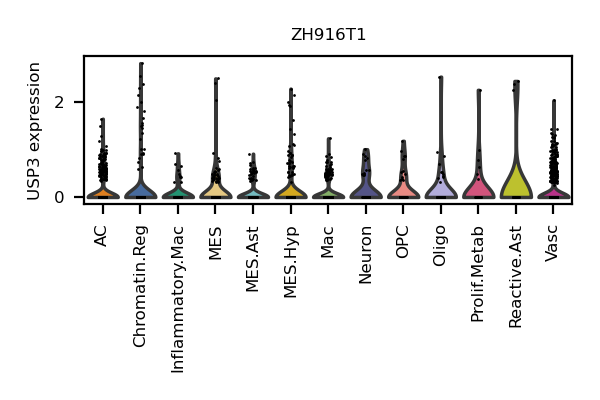 ZH916T1
USP3 expression
2
0
AC
Chromatin.Reg
Inflammatory.Mac
MES
MES.Ast
MES.Hyp
Mac
Neuron
OPC
Oligo
Prolif.Metab
Reactive.Ast
Vasc